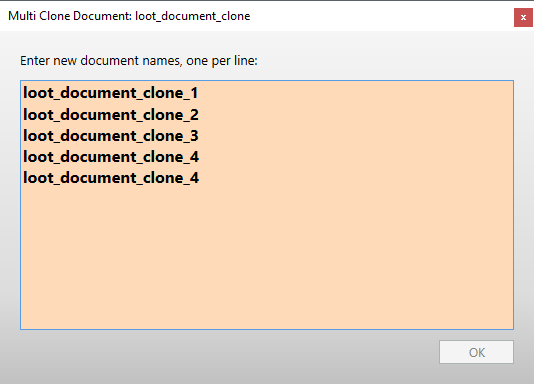 Multi Clone Document: loot_document_clone
x
Enter new document names, one per line:
loot_document_clone_1
loot_document_clone_2
loot_document_clone_3
loot_document_clone_4
loot_document_clone_4
OK